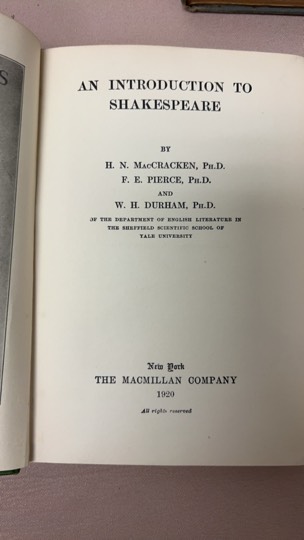 AN INTRODUCTION TO
SHAKESPEARE
BY
H. N. MACCRACKEN, PH.D.
F. E. PIERCE, PH.D.
AND
W. H. DURHAM, PH.D.
OF THE DEPARTMENT OF ENGLISH LITERATURE IN
THE SHEFFIELD SCIENTIFIC SCHOOL OF
YALE UNIVERSITY
New York
THE MACMILLAN COMPANY
1920
All rights reserved